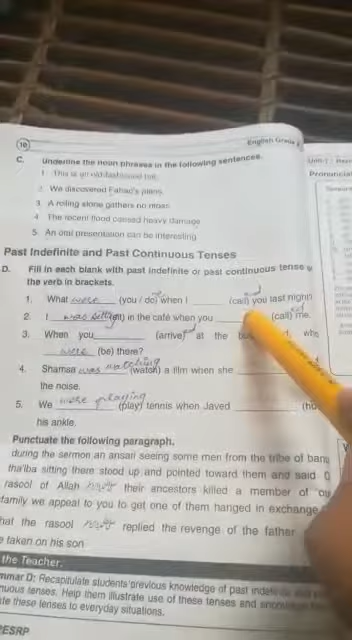 10
English Grade
C. Underline the noun phrases in the following sentences.
1. This is an old-fashioned hat.
2. We discovered Fahad's plans.
3. A rolling stone gathers no moss.
4. The recent flood caused heavy damage.
5. An oral presentation can be interesting.
Past Indefinite and Past Continuous Tenses
D. Fill in each blank with past indefinite or past continuous tense
the verb in brackets.
1. What were (you / do) when I (call) you last night
2. I was sitting in the café when you (call) me.
3. When you (arrive) at the
were (be) there?
4. Shamsa was watching (watch) a film when she
the noise.
5. We were playing (play) tennis when Javed
his ankle.
Punctuate the following paragraph.
during the sermon an ansari seeing some men from the tribe of banu
tha'lba sitting there stood up and pointed toward them and said
rasool of Allah their ancestors killed a member of
family we appeal to you to get one of them hanged in exchange
hat the rasool replied the revenge of the father
taken on his son
the Teacher.
mmar D: Recapitulate students' previous knowledge of past indefinite and
nuous tenses. Help them illustrate use of these tenses and
te these tenses to everyday situations.
ESRP